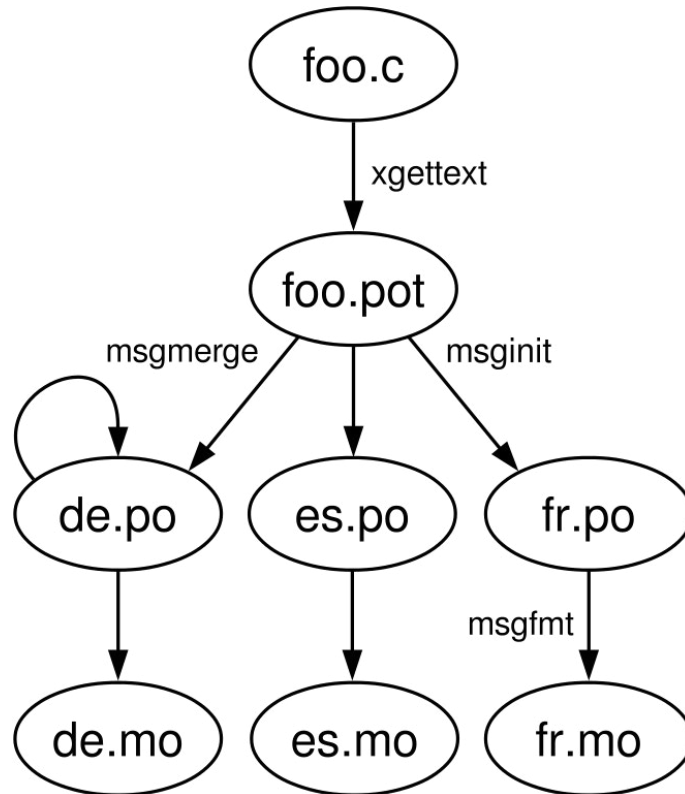 foo.c
xgettext
foo.pot
msgmerge
msginit
de.po
es.po
fr.po
msgfmt
de.mo
es.mo
fr.mo